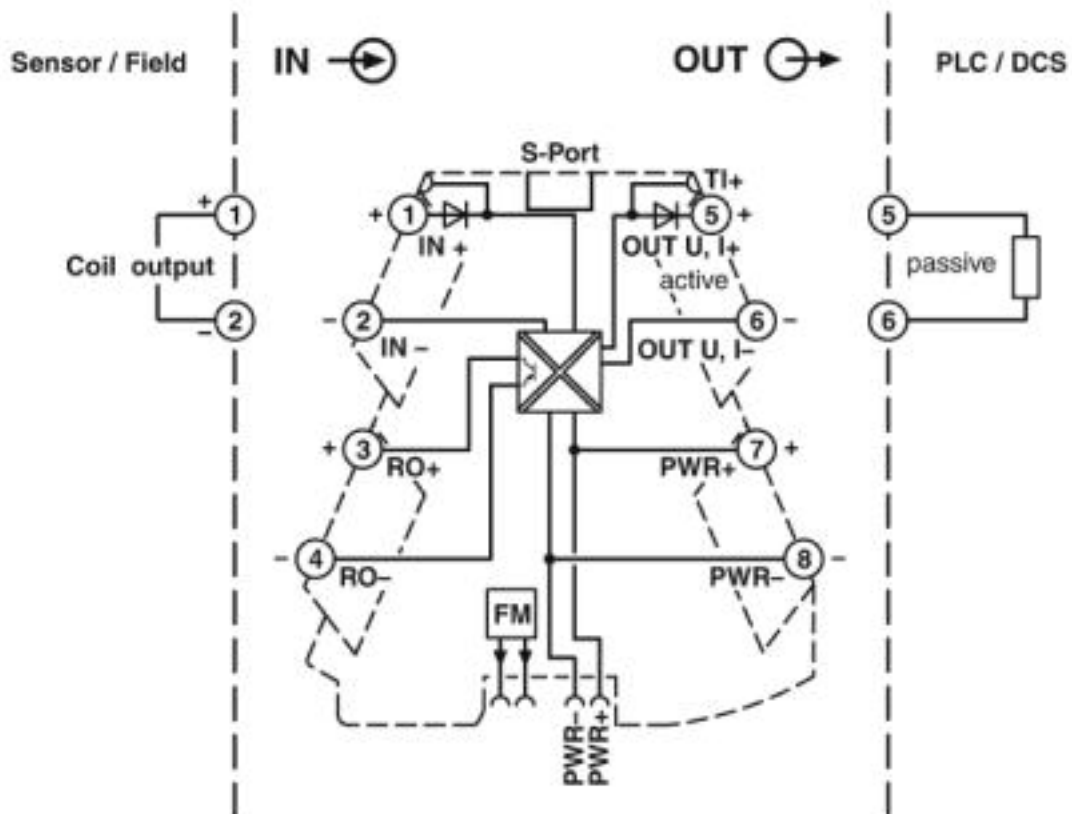 Sensor / Field
IN
OUT
PLC / DCS
S-Port
TI+
+ 1
+ 1
5 +
5
IN +
OUT U, I+
Coil output
active
passive
– 2
– 2
6 –
6
IN –
OUT U, I–
+ 3
7 +
RO+
PWR+
– 4
8 –
RO–
PWR–
FM
PWR–
PWR+